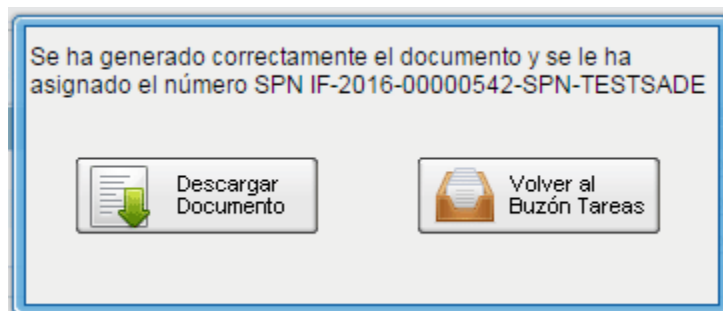 Se ha generado correctamente el documento y se le ha
asignado el número SPN IF-2016-00000542-SPN-TESTSADE
Descargar
Documento
Volver al
Buzón Tareas